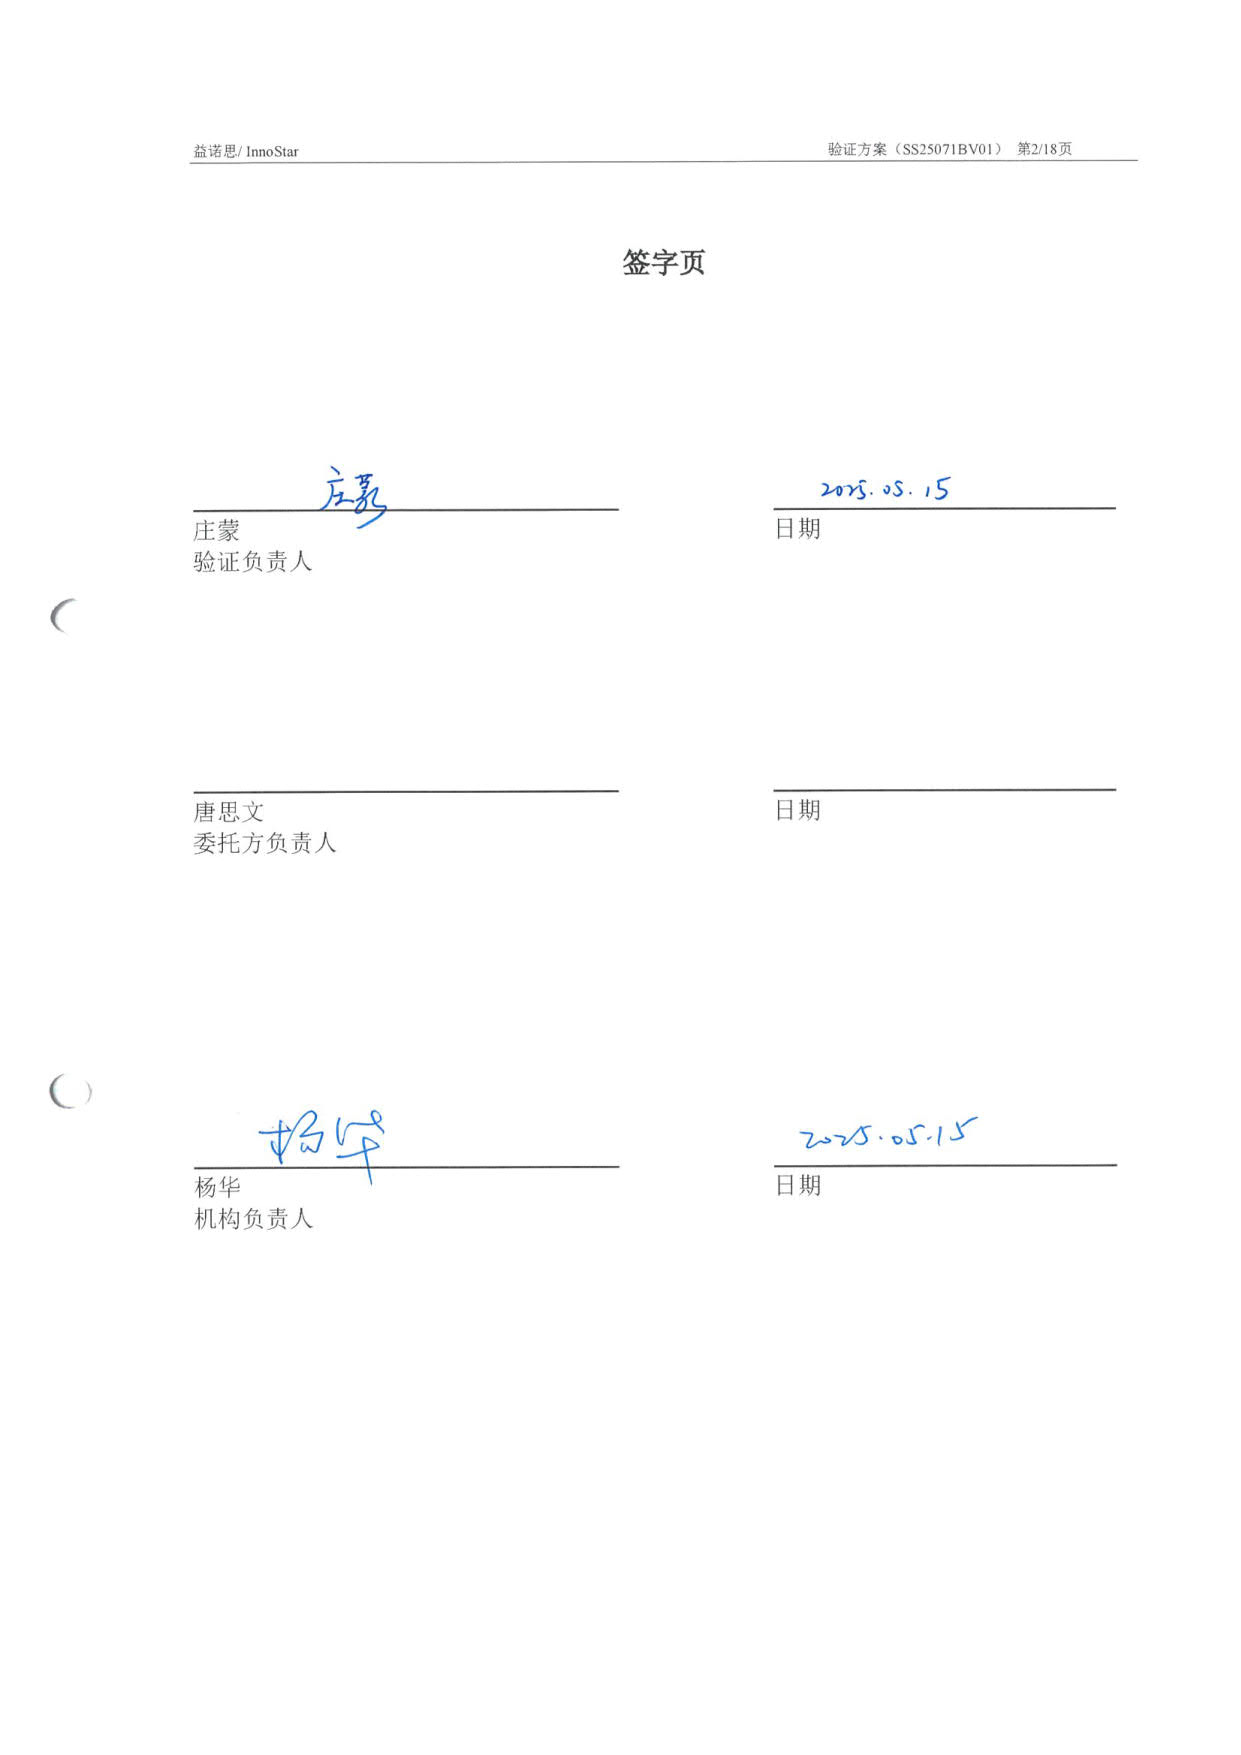 益诺思/ InnoStar
验证方案（SS25071BV01） 第2/18页
签字页
庄蒙
2025.05.15
庄蒙
日期
验证负责人
唐思文
日期
委托方负责人
杨华
2025.05.15
杨华
日期
机构负责人